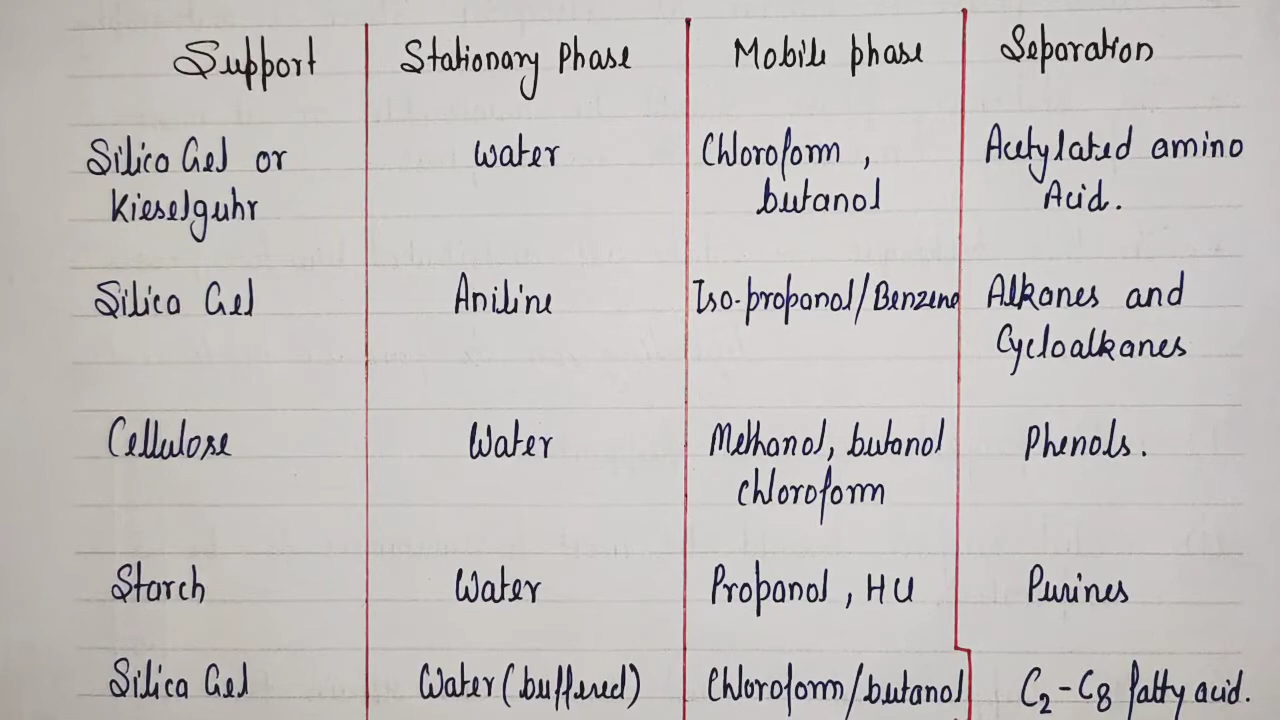 Support Stationary Phase Mobile phase Separation
Silica Gel or water Chloroform , Acetylated amino
Kieselguhr butanol Acid.
Silica Gel Aniline Iso-propanol/Benzene Alkanes and
Cycloalkanes
Cellulose Water Methanol, butanol Phenols.
chloroform
Starch Water Propanol , HCl Purines
Silica Gel Water (buffered) Chloroform/butanol C₂-C8 fatty acid.